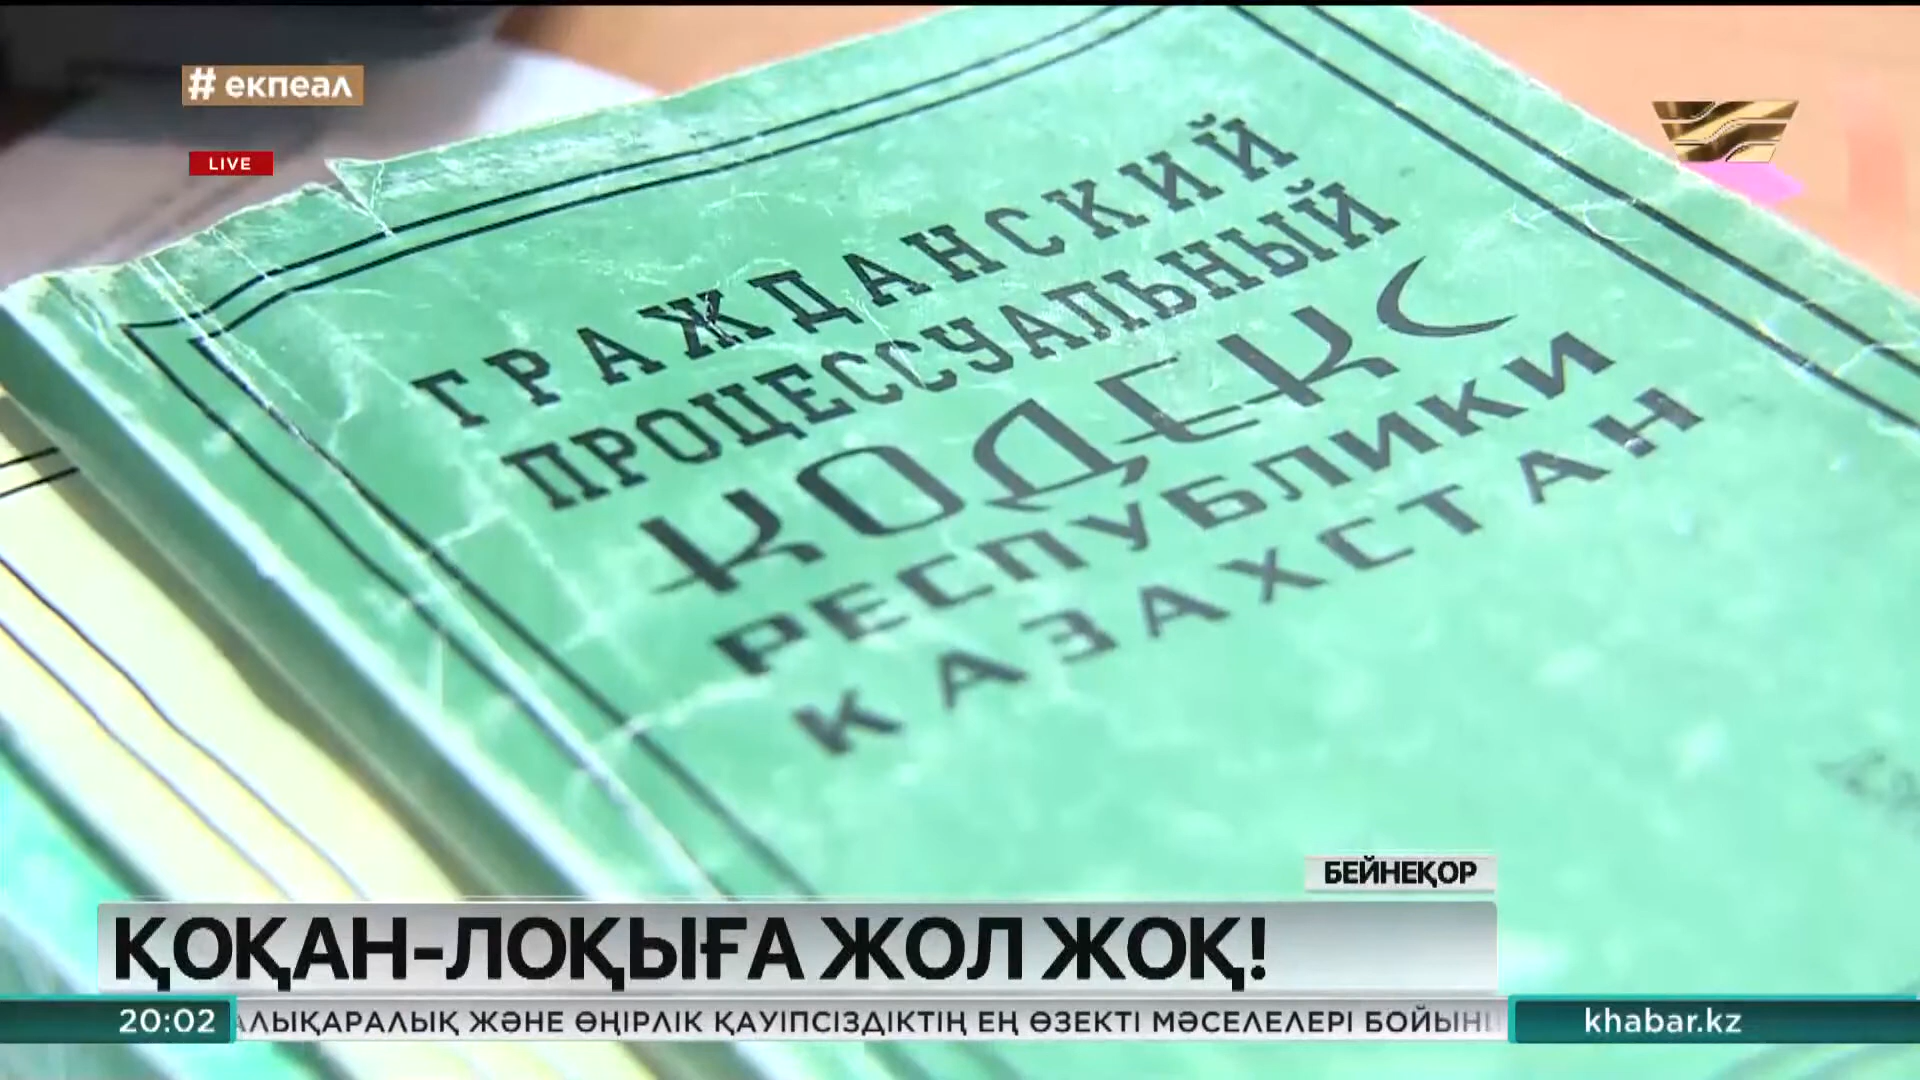 #екпеал
LIVE
ГРАЖДАНСКИЙ
ПРОЦЕССУАЛЬНЫЙ
КОДЕКС
РЕСПУБЛИКИ
КАЗАХСТАН
БЕЙНЕҚОР
ҚОҚАН-ЛОҚЫҒА ЖОЛ ЖОҚ!
20:02
АЛЫҚАРАЛЫҚ ЖӘНЕ ӨҢІРЛІК ҚАУІПСІЗДІКТІҢ ЕҢ ӨЗЕКТІ МӘСЕЛЕЛЕРІ БОЙЫНШ
khabar.kz